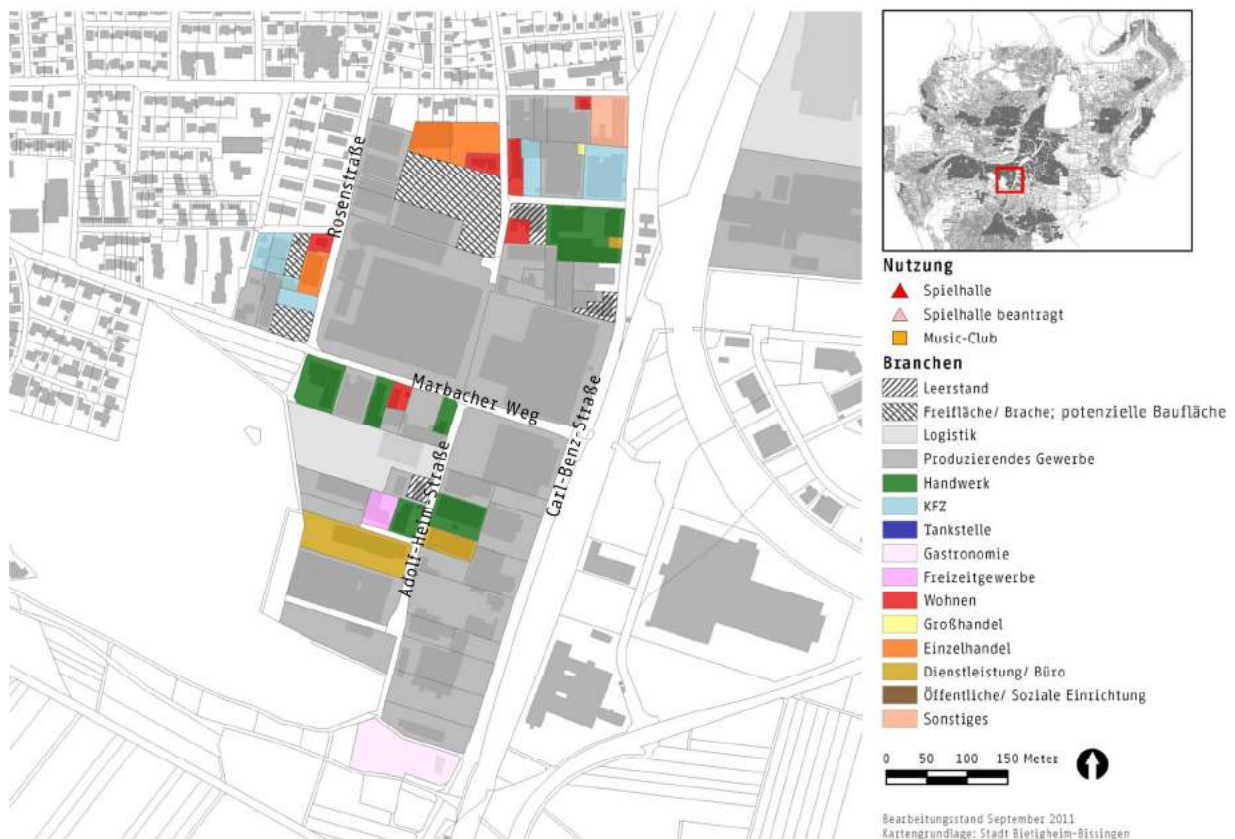 Rosenstraße
Marbacher Weg
Adolf-Heim-Straße
Carl-Benz-Straße
Nutzung
Spielhalle
Spielhalle beantragt
Music-Club
Branchen
Leerstand
Freifläche/ Brache; potenzielle Baufläche
Logistik
Produzierendes Gewerbe
Handwerk
KFZ
Tankstelle
Gastronomie
Freizeitgewerbe
Wohnen
Großhandel
Einzelhandel
Dienstleistung/ Büro
Öffentliche/ Soziale Einrichtung
Sonstiges
0 50 100 150 Meter
Bearbeitungsstand September 2011
Kartengrundlage: Stadt Bietigheim-Bissingen